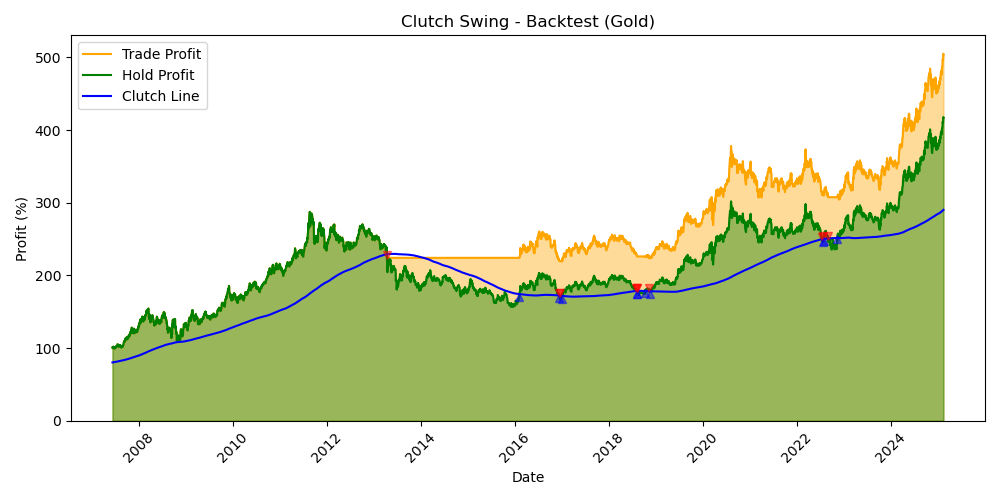 Clutch Swing - Backtest (Gold)
Trade Profit
Hold Profit
Clutch Line
Profit (%)
500
400
300
200
100
0
2008
2010
2012
2014
2016
2018
2020
2022
2024
Date